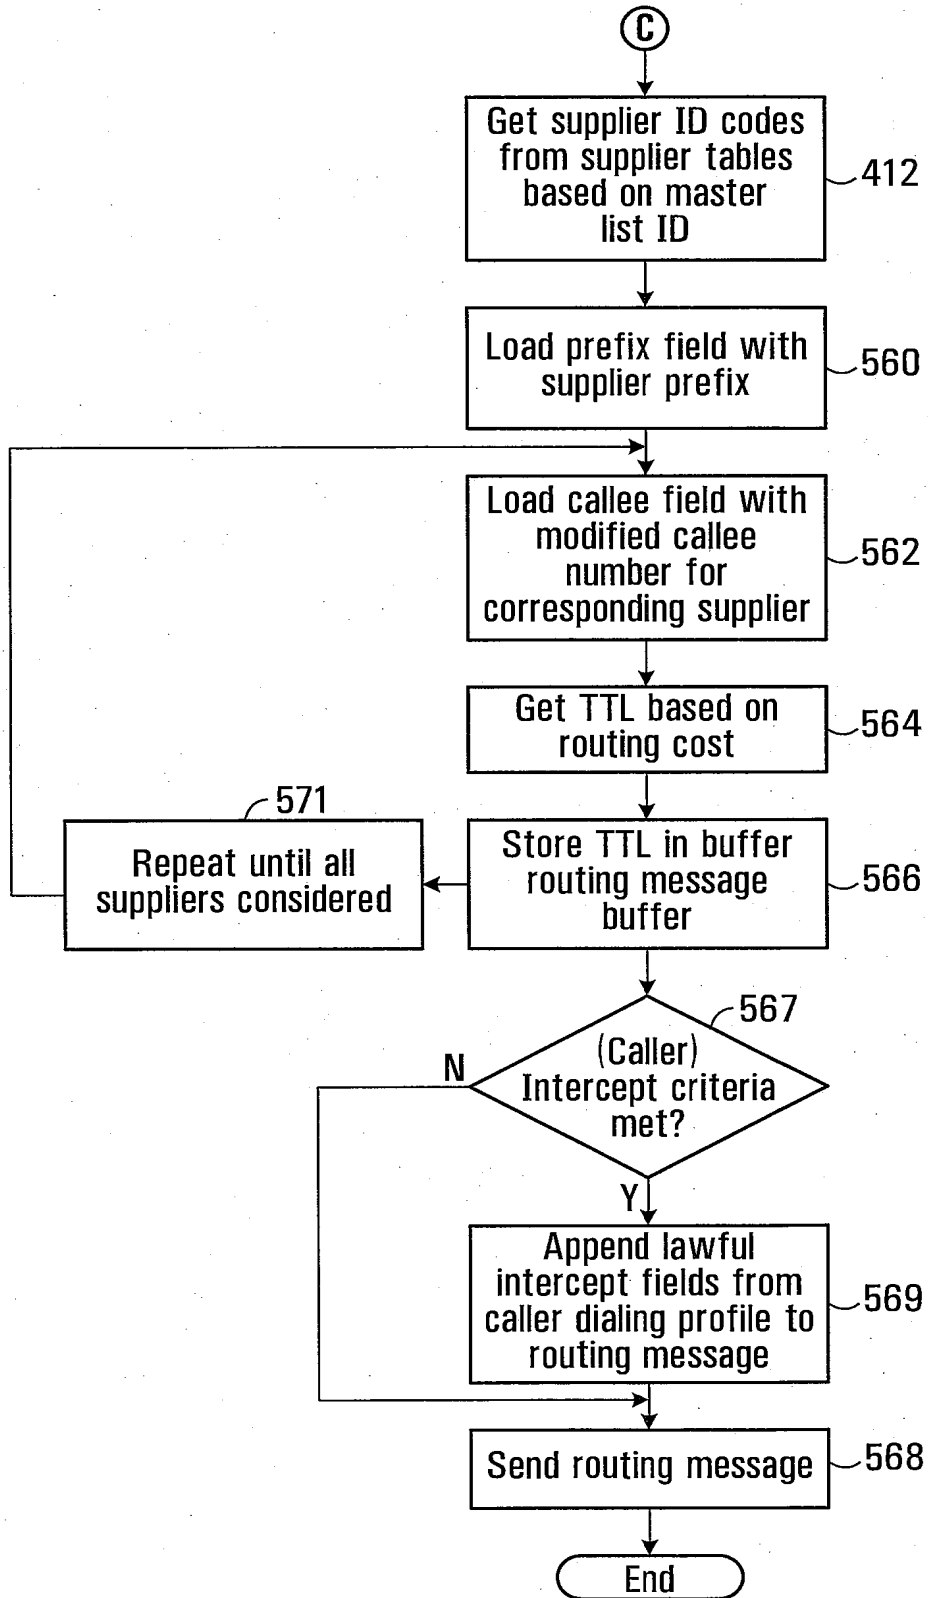 C
Get supplier ID codes
from supplier tables
based on master
list ID
412
Load prefix field with
supplier prefix
560
Load callee field with
modified callee
number for
corresponding supplier
562
Get TTL based on
routing cost
564
571
Repeat until all
suppliers considered
Store TTL in buffer
routing message
buffer
566
567
(Caller)
Intercept criteria
met?
N
Y
Append lawful
intercept fields from
caller dialing profile to
routing message
569
Send routing message
568
End